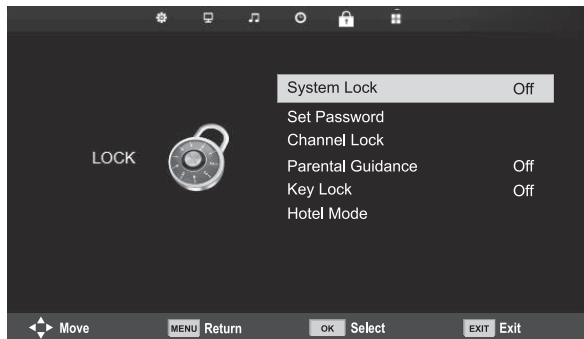 System Lock Off
Set Password
Channel Lock
LOCK
Parental Guidance Off
Key Lock Off
Hotel Mode
Move MENU Return OK Select EXIT Exit